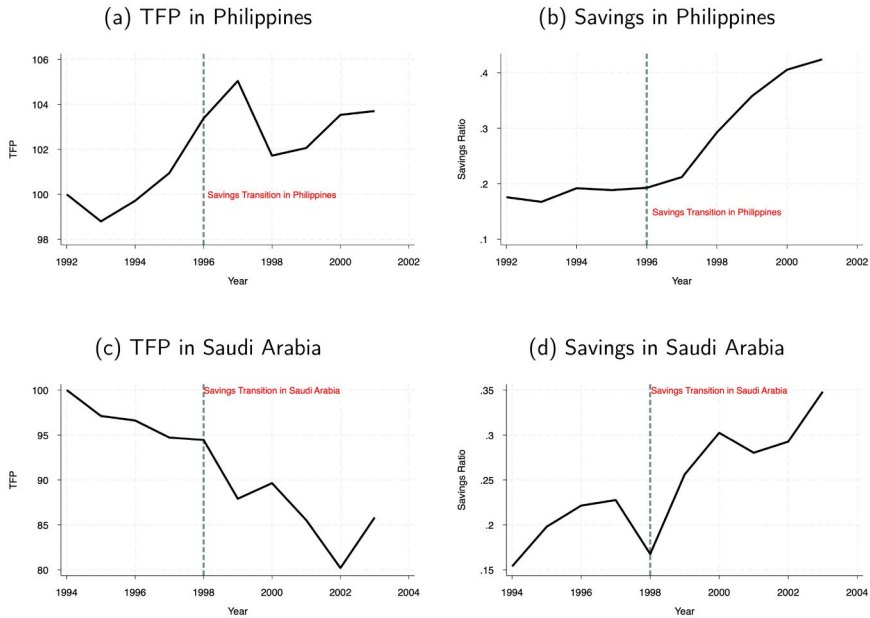 (a) TFP in Philippines
(b) Savings in Philippines
106
104
102
100
98
TFP
Savings Transition in Philippines
1992
1994
1996
1998
2000
2002
Year
.4
.3
.2
.1
Savings Ratio
Savings Transition in Philippines
1992
1994
1996
1998
2000
2002
Year
(c) TFP in Saudi Arabia
(d) Savings in Saudi Arabia
100
95
90
85
80
TFP
Savings Transition in Saudi Arabia
1994
1996
1998
2000
2002
2004
Year
.35
.3
.25
.2
.15
Savings Ratio
Savings Transition in Saudi Arabia
1994
1996
1998
2000
2002
2004
Year